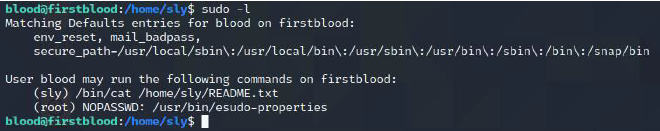 blood@firstblood:/home/sly$ sudo -l
Matching Defaults entries for blood on firstblood:
    env_reset, mail_badpass,
    secure_path=/usr/local/sbin\:/usr/local/bin\:/usr/sbin\:/usr/bin\:/sbin\:/bin\:/snap/bin

User blood may run the following commands on firstblood:
    (sly) /bin/cat /home/sly/README.txt
    (root) NOPASSWD: /usr/bin/esudo-properties
blood@firstblood:/home/sly$